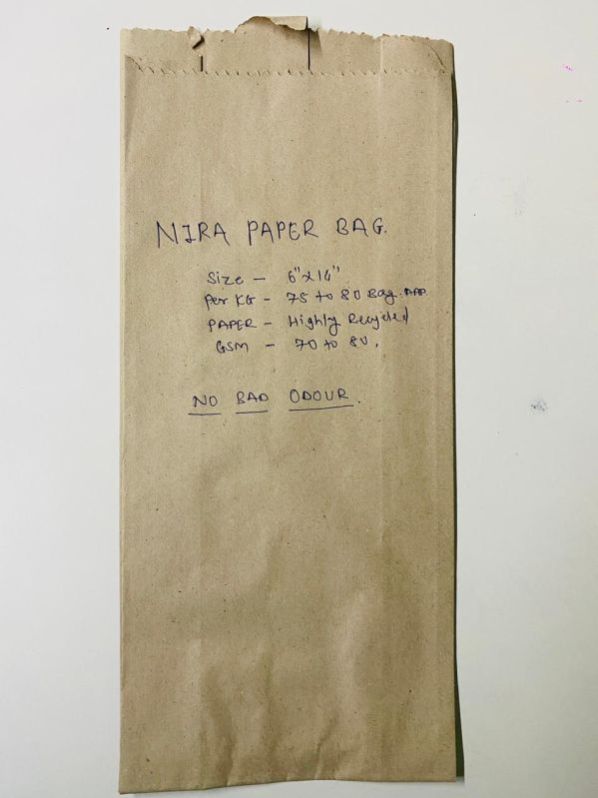 NIRA PAPER BAG.
Size - 6"x14"
Per KG - 75 to 80 Bag. APP.
PAPER - Highly Recycled
GSM - 70 to 80.
NO BAD ODOUR.